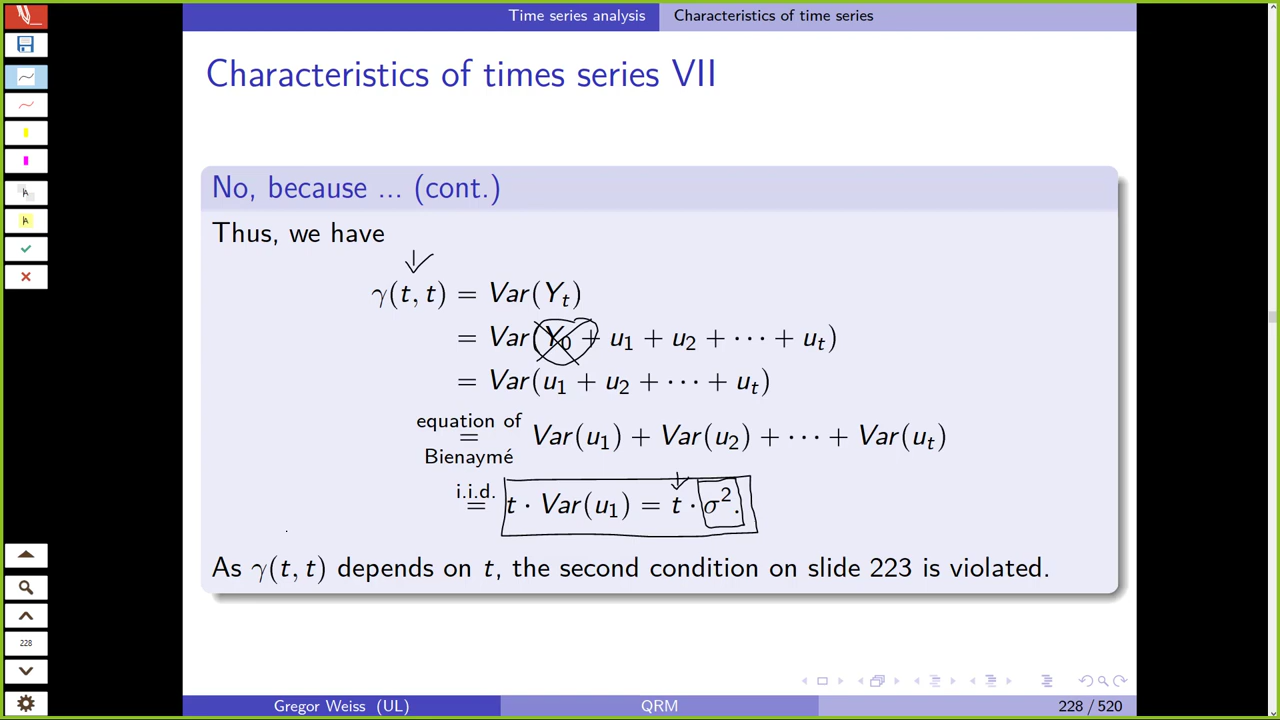 Time series analysis Characteristics of time series
Characteristics of times series VII
No, because ... (cont.)
Thus, we have
γ(t, t) = Var(Y_t)
= Var(Y_0 + u_1 + u_2 + ··· + u_t)
= Var(u_1 + u_2 + ··· + u_t)
equation of
= Var(u_1) + Var(u_2) + ··· + Var(u_t)
Bienaymé
i.i.d.
= t · Var(u_1) = t · σ².
As γ(t, t) depends on t, the second condition on slide 223 is violated.
228
Gregor Weiss (UL) QRM 228 / 520